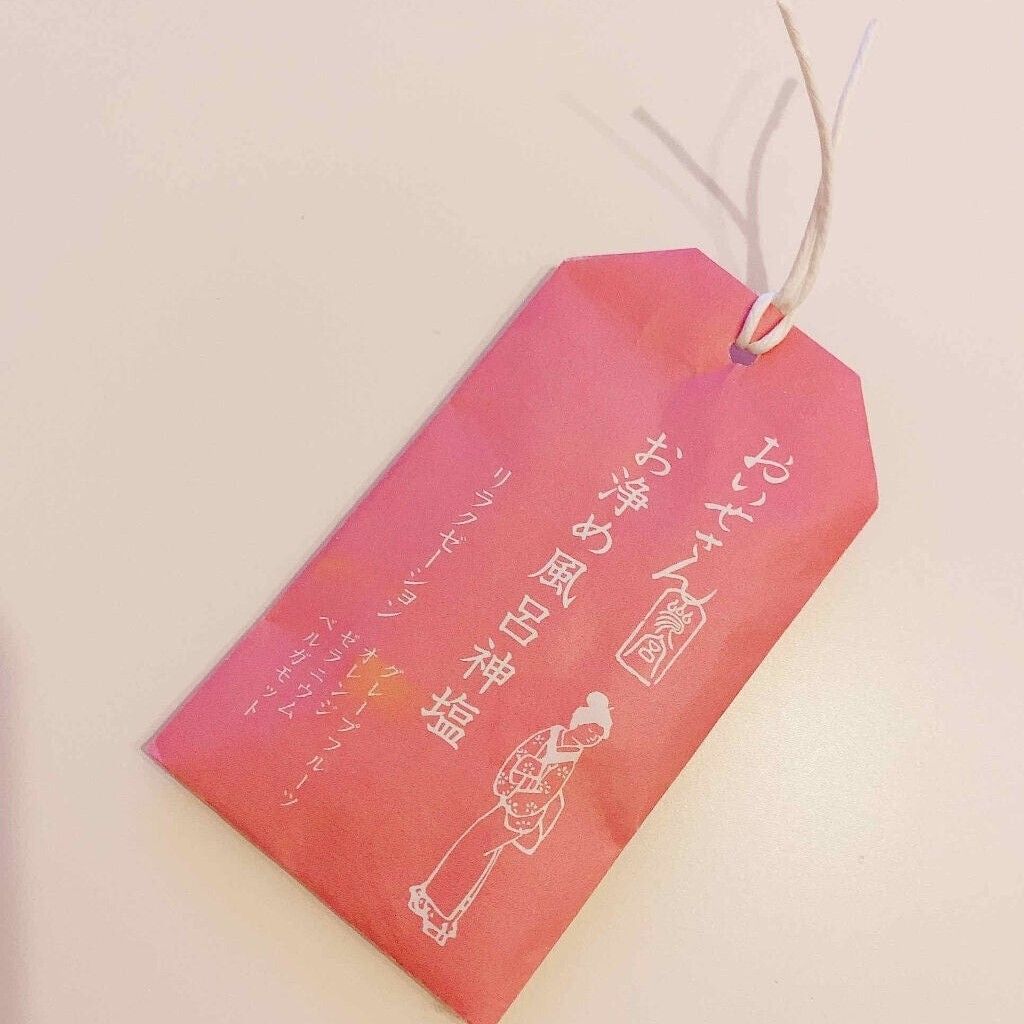 おいせさん
お浄め風呂神塩
リラクゼーション
グレープフルーツ
オレンジ
ゼラニウム
ベルガモット